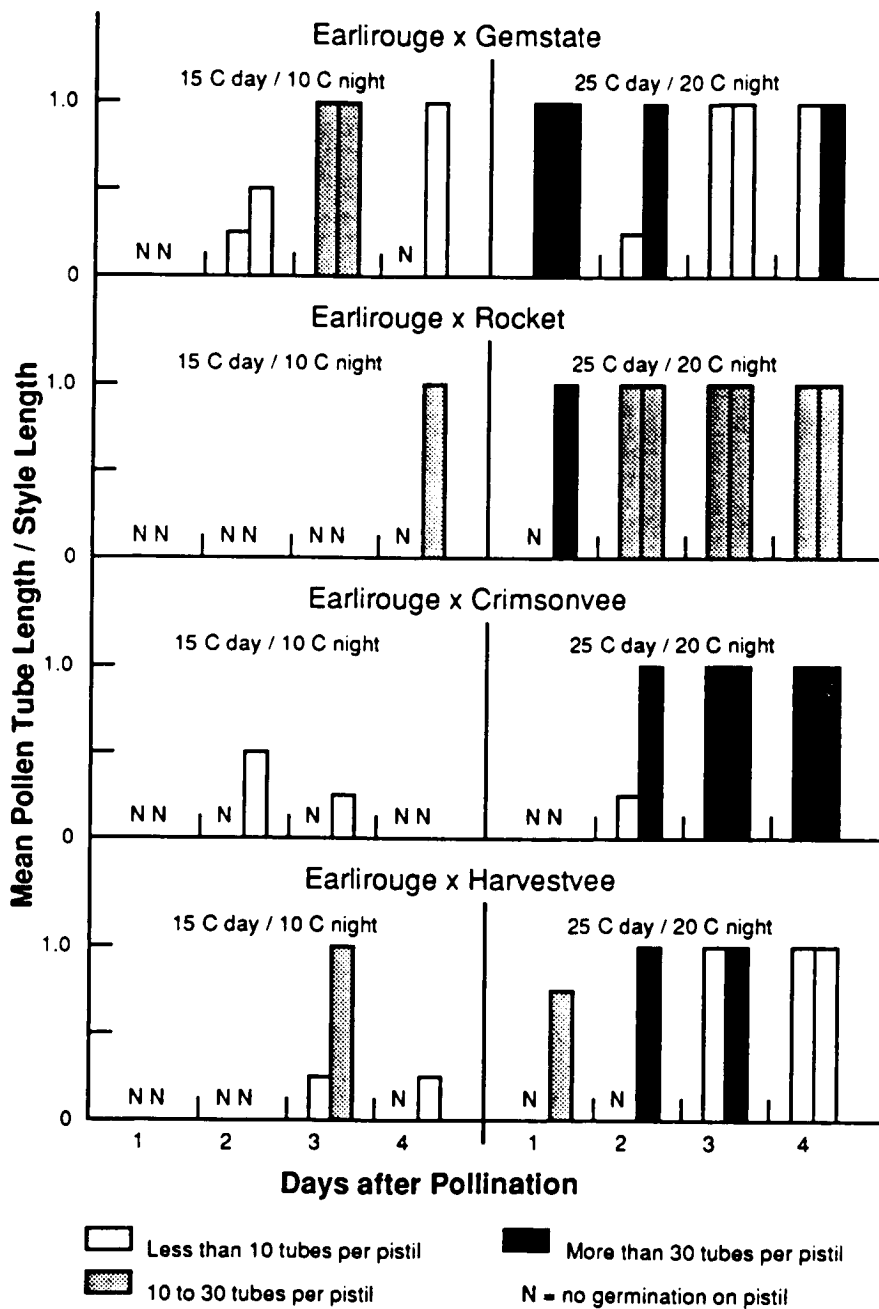 Mean Pollen Tube Length / Style Length
Earlirouge x Gemstate
15 C day / 10 C night
25 C day / 20 C night
1.0
N N
N
0
Earlirouge x Rocket
15 C day / 10 C night
25 C day / 20 C night
1.0
N N
N N
N N
N
N
0
Earlirouge x Crimsonvee
15 C day / 10 C night
25 C day / 20 C night
1.0
N N
N
N
N N
N N
0
Earlirouge x Harvestvee
15 C day / 10 C night
25 C day / 20 C night
1.0
N N
N N
N
N
N
0
1 2 3 4 1 2 3 4
Days after Pollination
Less than 10 tubes per pistil
More than 30 tubes per pistil
10 to 30 tubes per pistil
N = no germination on pistil